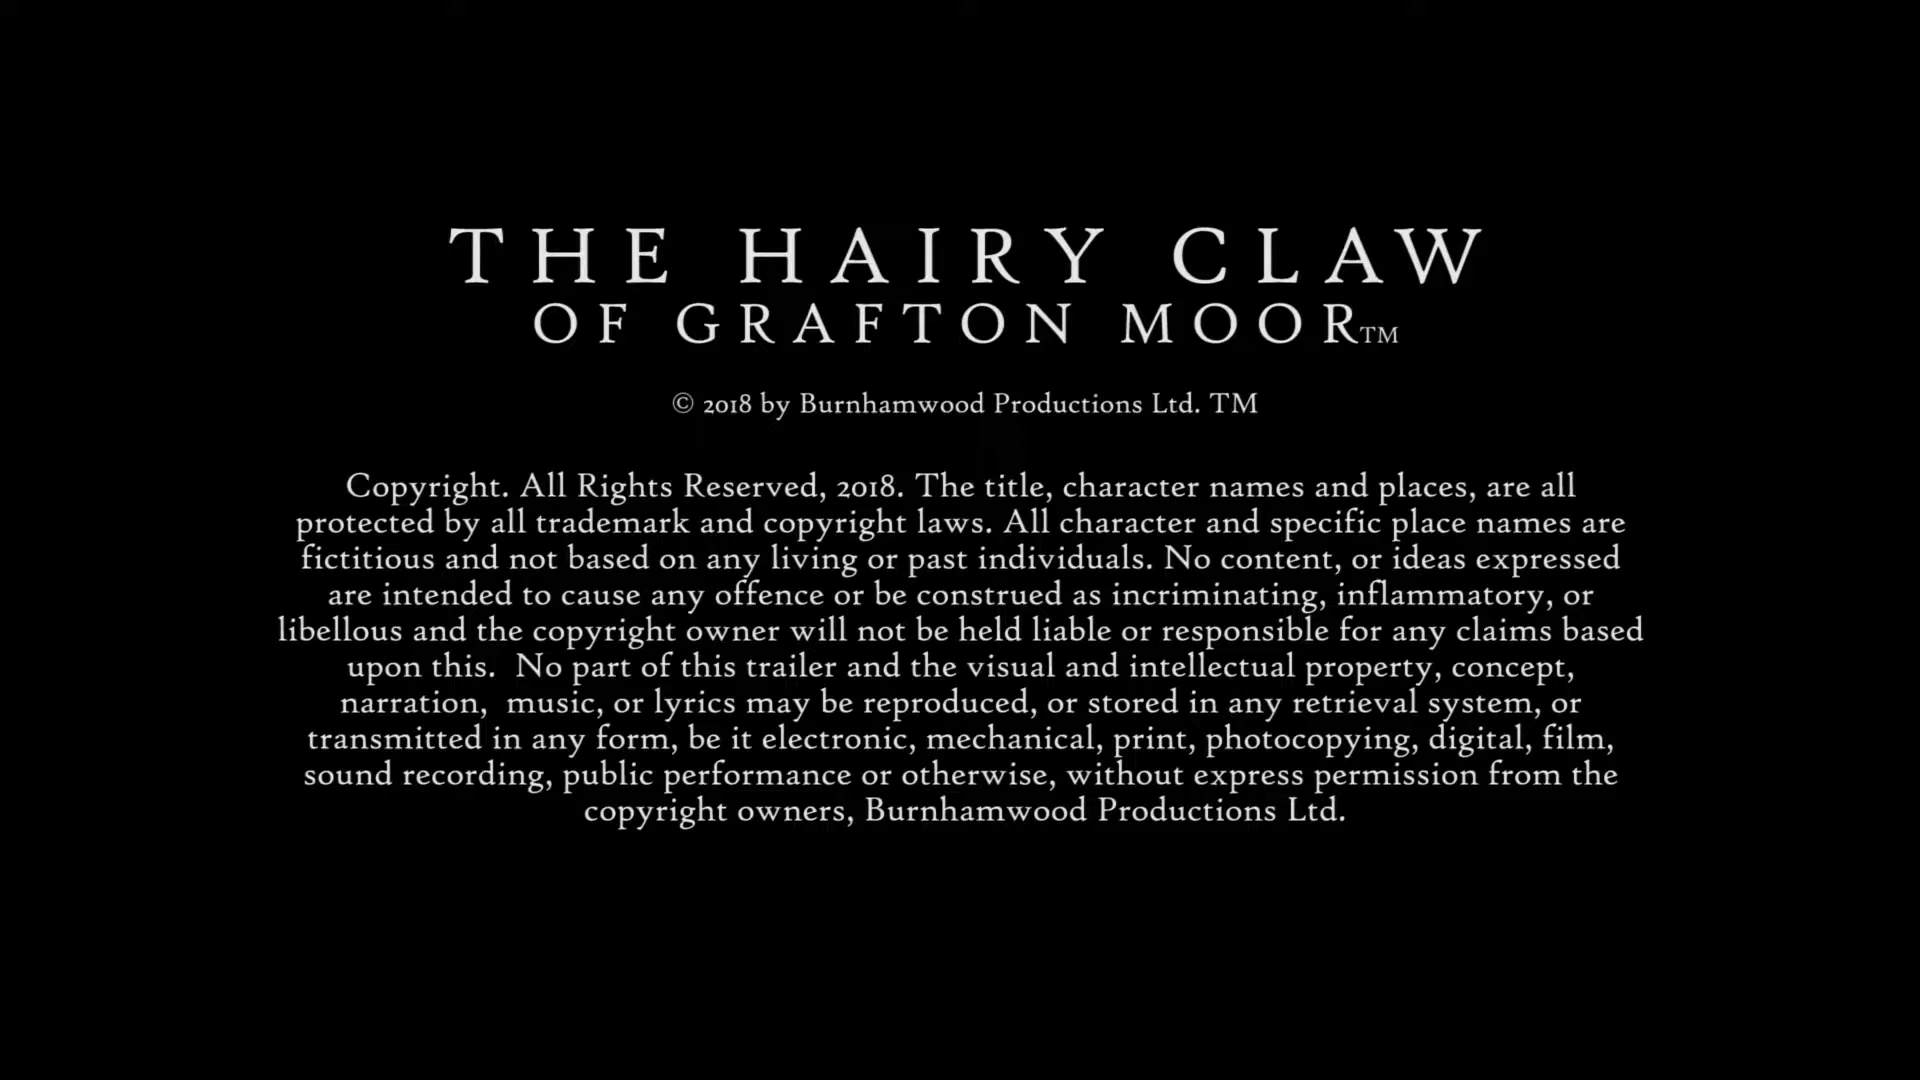 THE HAIRY CLAW
OF GRAFTON MOOR™
© 2018 by Burnhamwood Productions Ltd. TM
Copyright. All Rights Reserved, 2018. The title, character names and places, are all
protected by all trademark and copyright laws. All character and specific place names are
fictitious and not based on any living or past individuals. No content, or ideas expressed
are intended to cause any offence or be construed as incriminating, inflammatory, or
libellous and the copyright owner will not be held liable or responsible for any claims based
upon this.  No part of this trailer and the visual and intellectual property, concept,
narration,  music, or lyrics may be reproduced, or stored in any retrieval system, or
transmitted in any form, be it electronic, mechanical, print, photocopying, digital, film,
sound recording, public performance or otherwise, without express permission from the
copyright owners, Burnhamwood Productions Ltd.